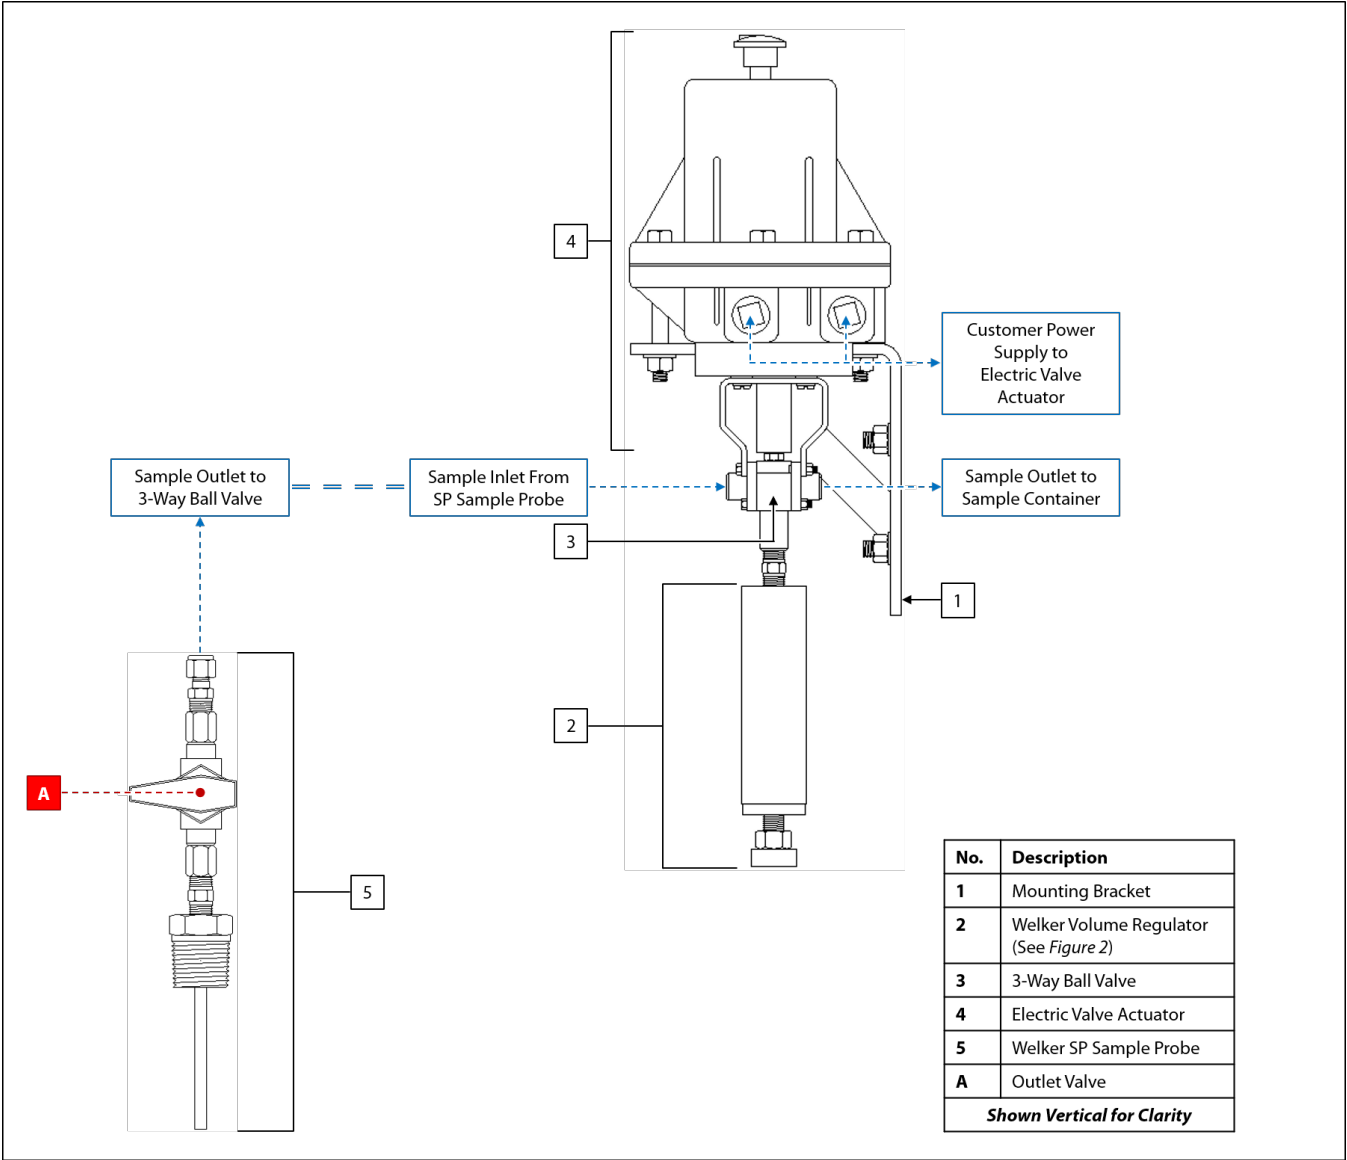 4
Customer Power
Supply to
Electric Valve
Actuator
Sample Outlet to
3-Way Ball Valve
Sample Inlet From
SP Sample Probe
Sample Outlet to
Sample Container
3
1
2
A
5
No. Description
1 Mounting Bracket
2 Welker Volume Regulator
(See Figure 2)
3 3-Way Ball Valve
4 Electric Valve Actuator
5 Welker SP Sample Probe
A Outlet Valve
Shown Vertical for Clarity